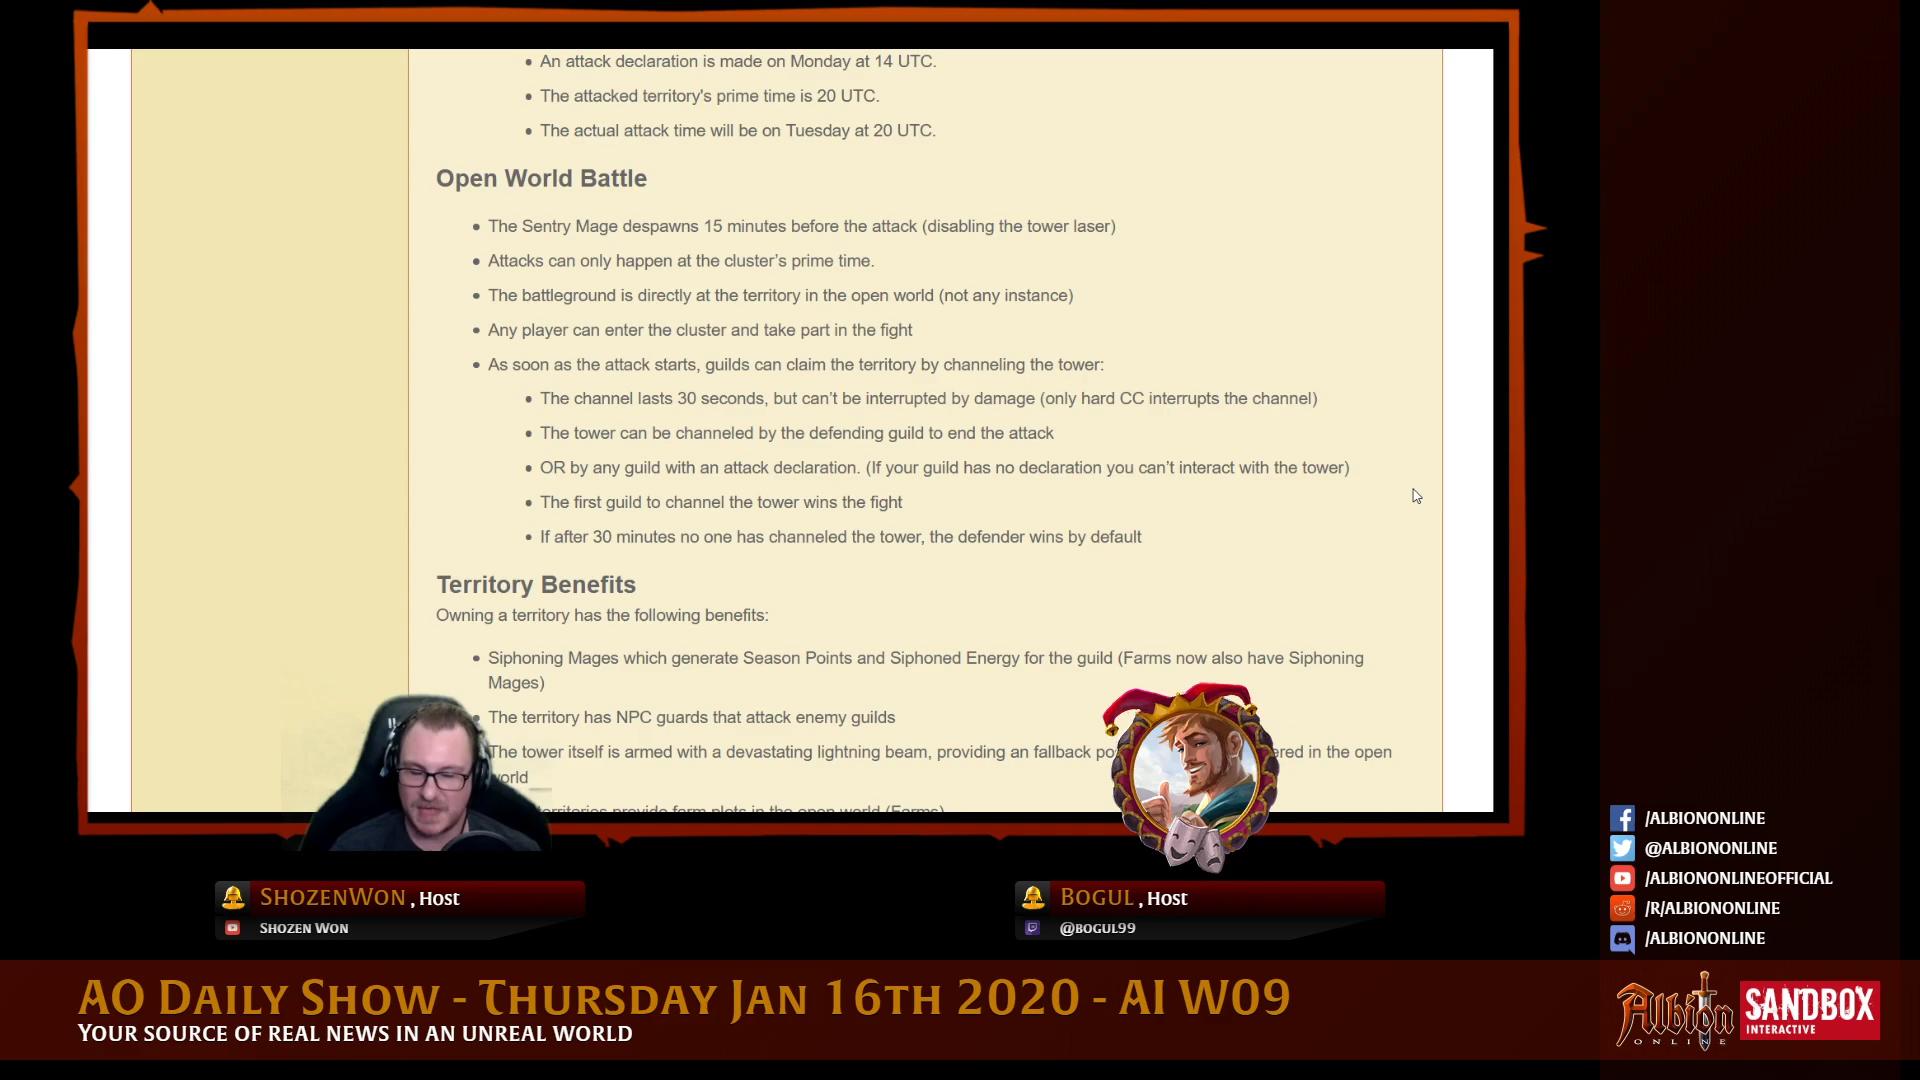 An attack declaration is made on Monday at 14 UTC.
The attacked territory's prime time is 20 UTC.
The actual attack time will be on Tuesday at 20 UTC.
Open World Battle
The Sentry Mage despawns 15 minutes before the attack (disabling the tower laser)
Attacks can only happen at the cluster’s prime time.
The battleground is directly at the territory in the open world (not any instance)
Any player can enter the cluster and take part in the fight
As soon as the attack starts, guilds can claim the territory by channeling the tower:
The channel lasts 30 seconds, but can’t be interrupted by damage (only hard CC interrupts the channel)
The tower can be channeled by the defending guild to end the attack
OR by any guild with an attack declaration. (If your guild has no declaration you can’t interact with the tower)
The first guild to channel the tower wins the fight
If after 30 minutes no one has channeled the tower, the defender wins by default
Territory Benefits
Owning a territory has the following benefits:
Siphoning Mages which generate Season Points and Siphoned Energy for the guild (Farms now also have Siphoning
Mages)
The territory has NPC guards that attack enemy guilds
The tower itself is armed with a devastating lightning beam, providing an fallback in the open
world
territories provide farm plots in the open world (Farms)
SHOZENWON , HOST
SHOZEN WON
BOGUL , HOST
@BOGUL99
/ALBIONONLINE
@ALBIONONLINE
/ALBIONONLINEOFFICIAL
/R/ALBIONONLINE
/ALBIONONLINE
AO DAILY SHOW - THURSDAY JAN 16TH 2020 - AI W09
YOUR SOURCE OF REAL NEWS IN AN UNREAL WORLD
Albion
ONLINE
SANDBOX
INTERACTIVE